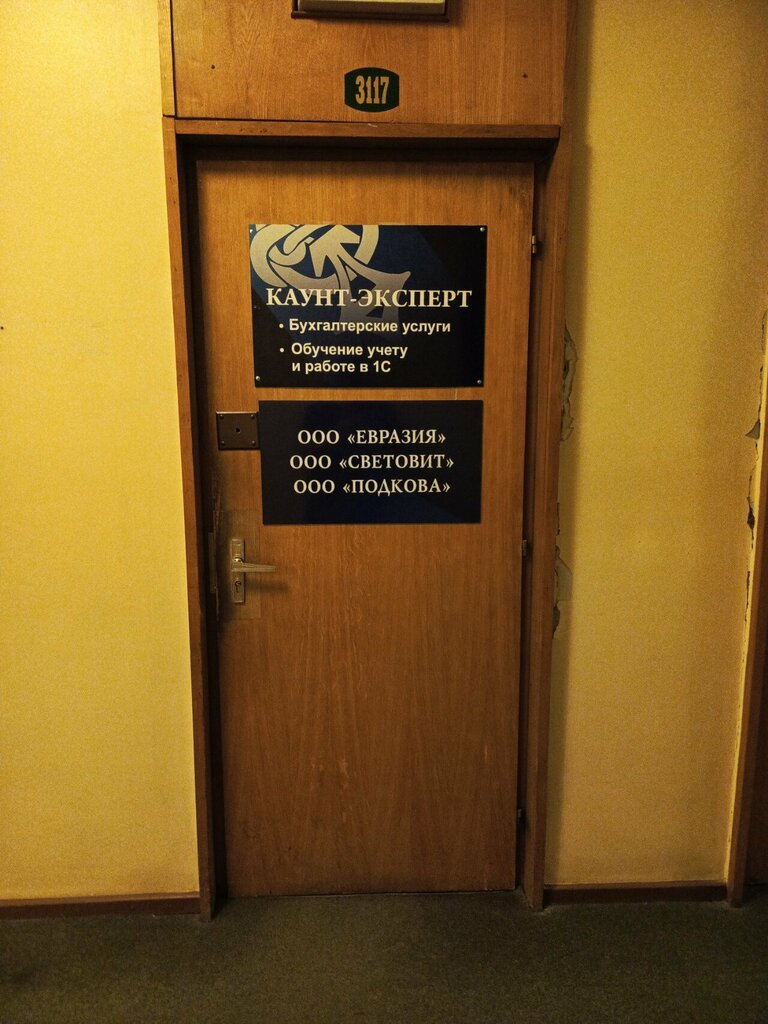 3117
КАУНТ-ЭКСПЕРТ
• Бухгалтерские услуги
• Обучение учету
и работе в 1С
ООО «ЕВРАЗИЯ»
ООО «СВЕТОВИТ»
ООО «ПОДКОВА»